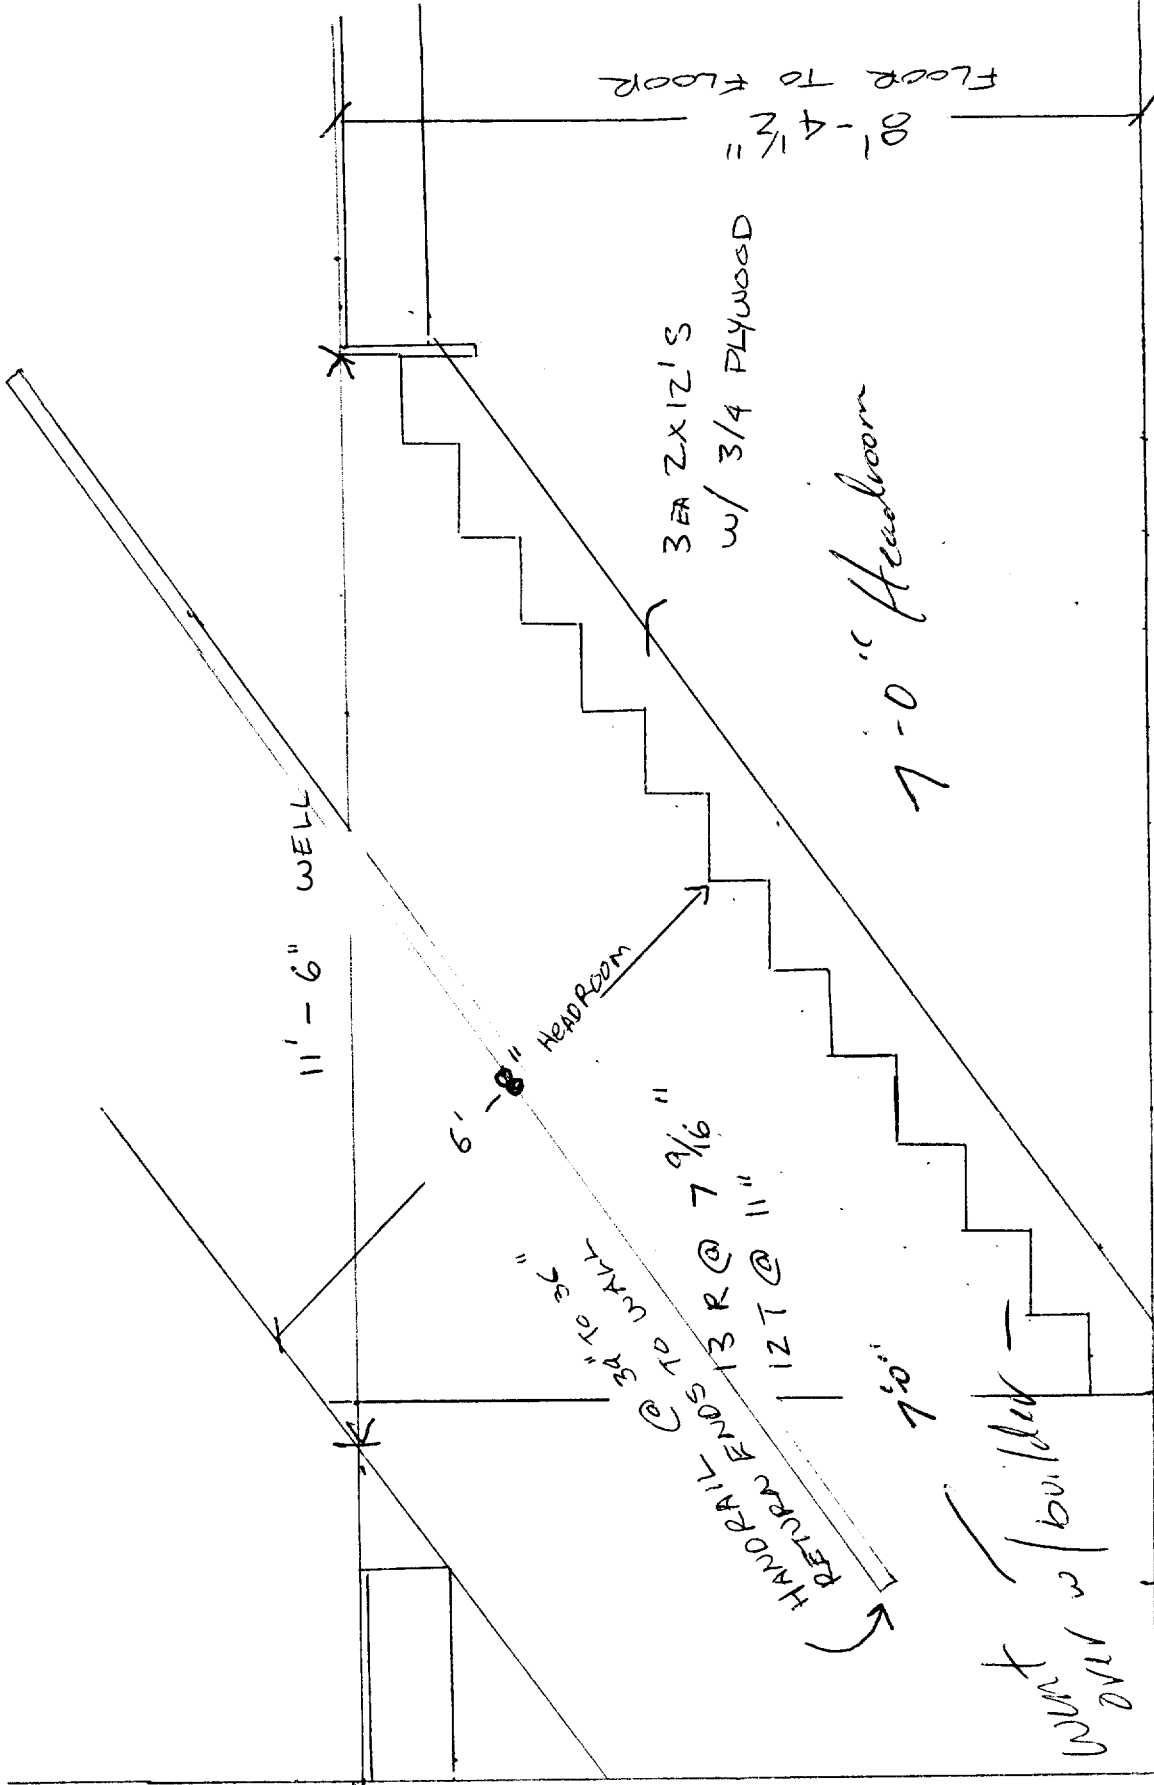 FLOOR TO FLOOR
8'-4 1/2"
11'-6" WELL
3 EA 2X12'S
W/ 3/4 PLYWOOD
6'-8" HEADROOM
7-0" Headroom
HANDRAIL @ 34" TO 36"
RETURN ENDS TO WALL
13 R @ 7 9/16"
12 T @ 11"
7'0"
Went
over w/ builder